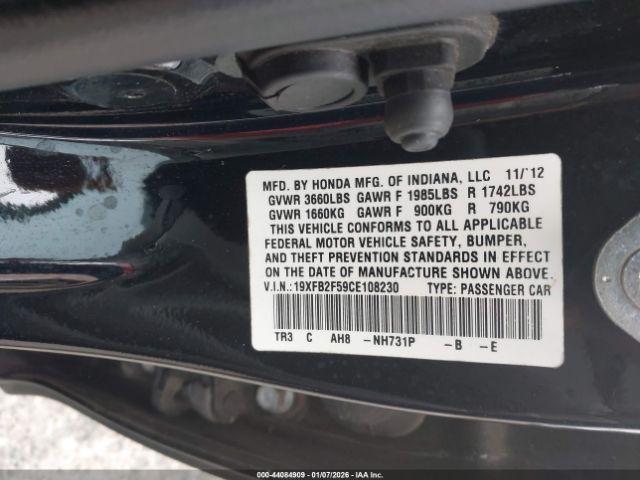 MFD. BY HONDA MFG. OF INDIANA, LLC 11/'12
GVWR 3660LBS GAWR F 1985LBS R 1742LBS
GVWR 1660KG GAWR F 900KG R 790KG
THIS VEHICLE CONFORMS TO ALL APPLICABLE
FEDERAL MOTOR VEHICLE SAFETY, BUMPER,
AND THEFT PREVENTION STANDARDS IN EFFECT
ON THE DATE OF MANUFACTURE SHOWN ABOVE.
V.I.N.:19XFB2F59CE108230 TYPE: PASSENGER CAR
TR3 C AH8 -NH731P -B -E
000-44084909 | 01/07/2026 | ©IAA Holdings, LLC